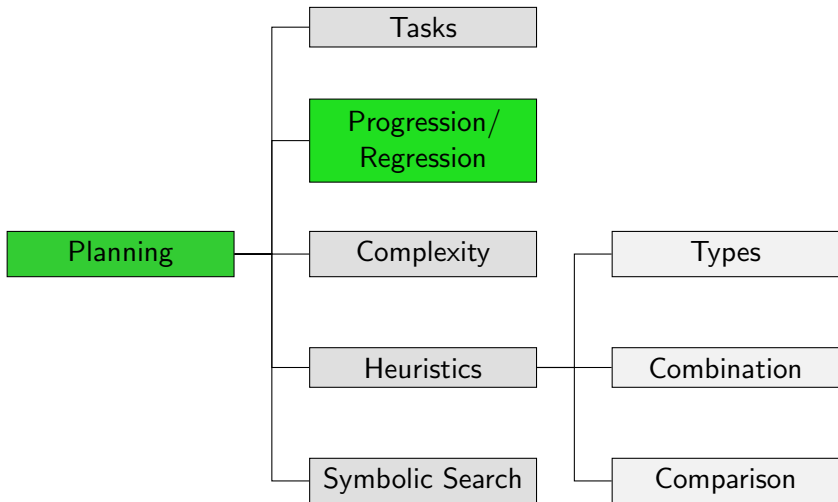 Tasks
Progression/
Regression
Planning
Complexity
Types
Heuristics
Combination
Symbolic Search
Comparison